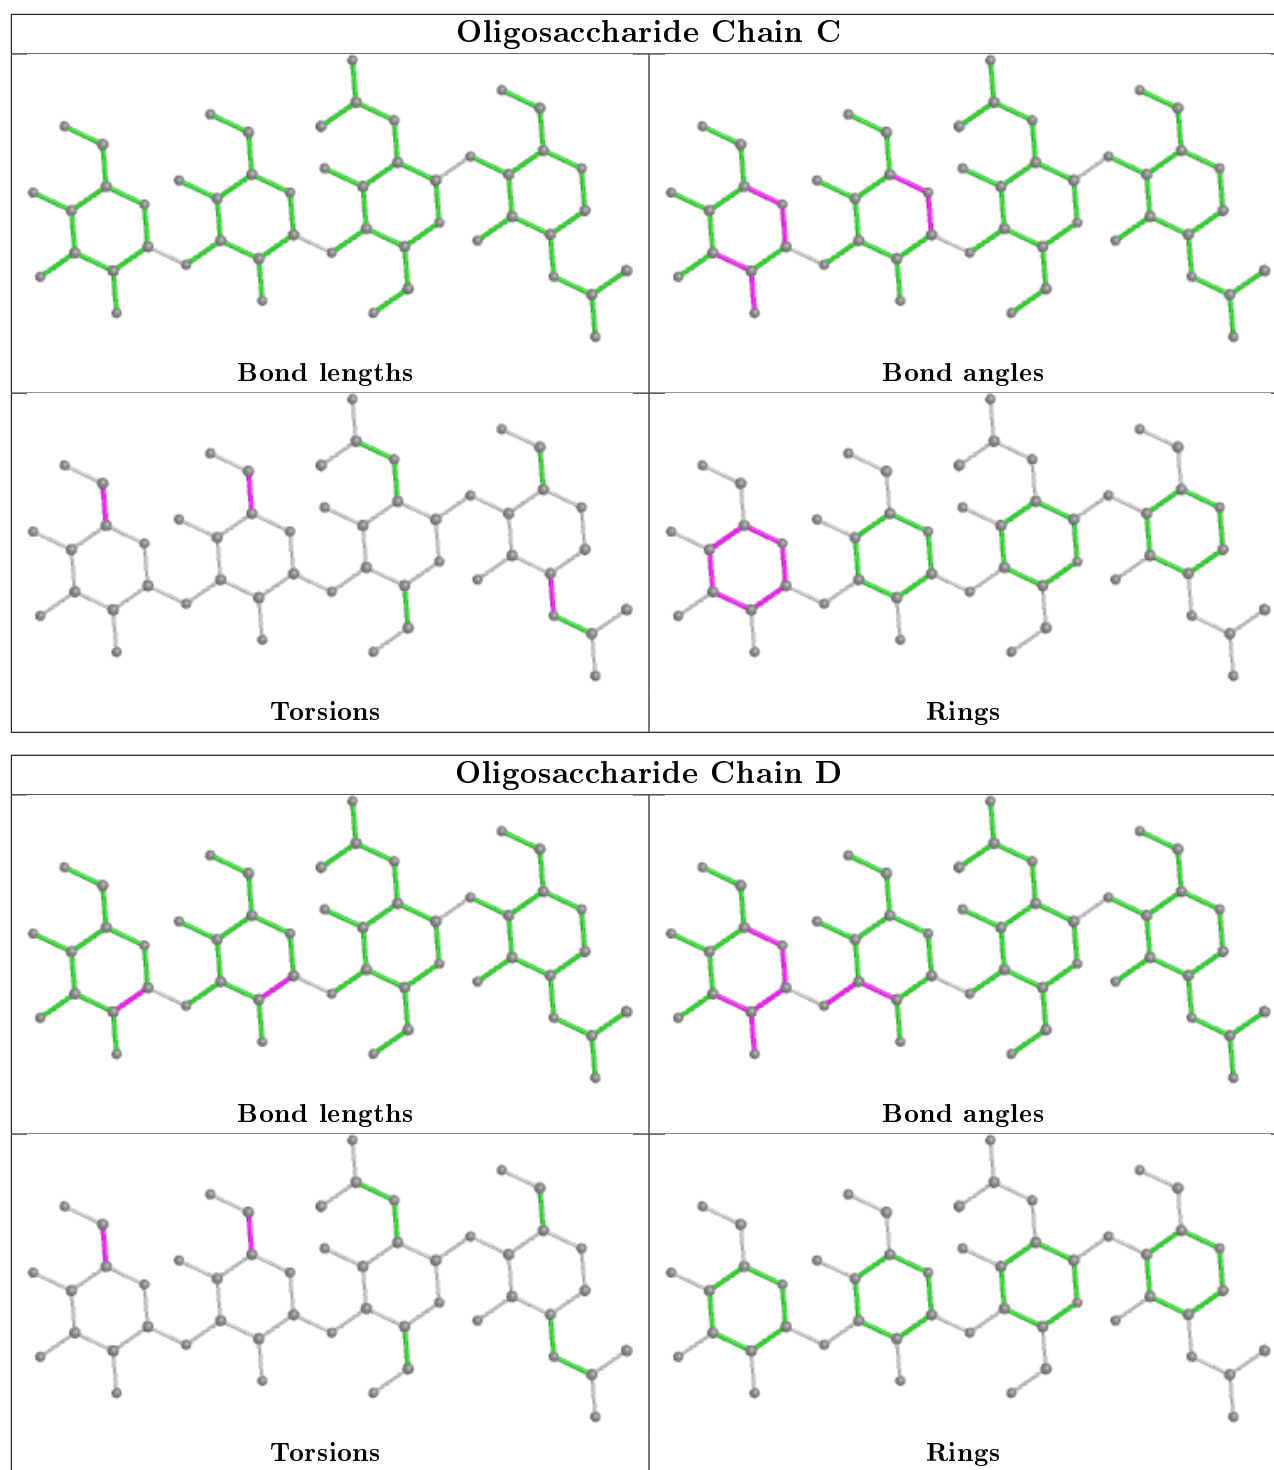 Oligosaccharide Chain C
Bond lengths
Bond angles
Torsions
Rings
Oligosaccharide Chain D
Bond lengths
Bond angles
Torsions
Rings